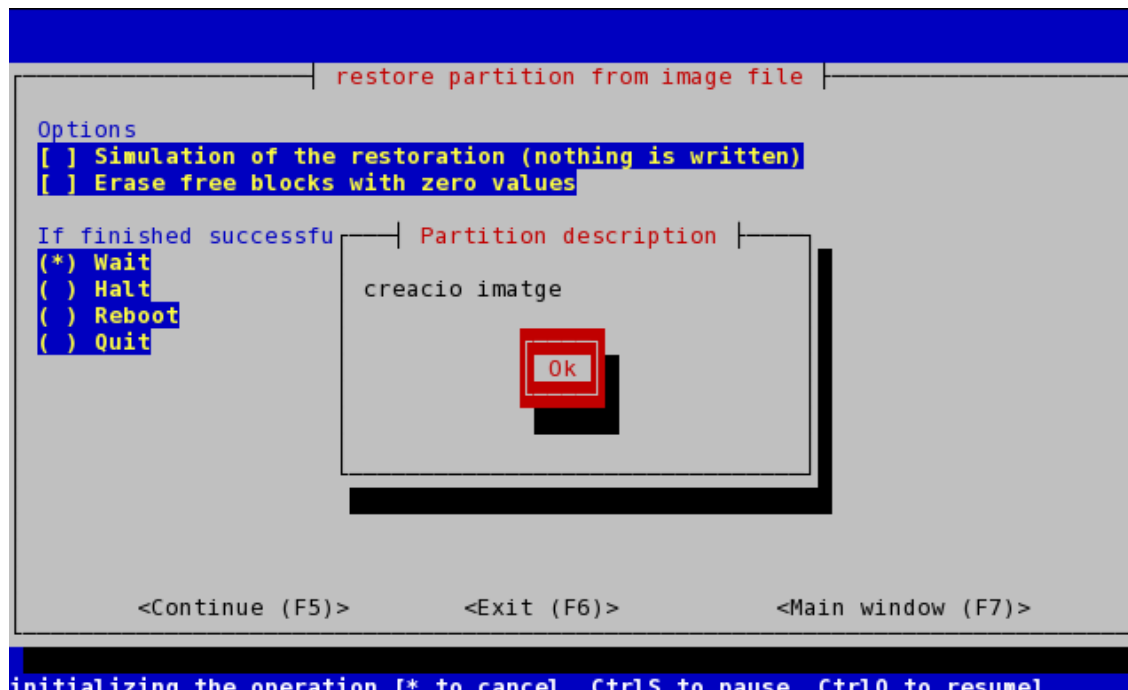 restore partition from image file
Options
[ ] Simulation of the restoration (nothing is written)
[ ] Erase free blocks with zero values
If finished successfu
Partition description
(*) Wait
( ) Halt
creacio imatge
( ) Reboot
( ) Quit
Ok
<Continue (F5)> <Exit (F6)> <Main window (F7)>
initializing the operation [* to cancel, CtrlS to pause, CtrlQ to resume]